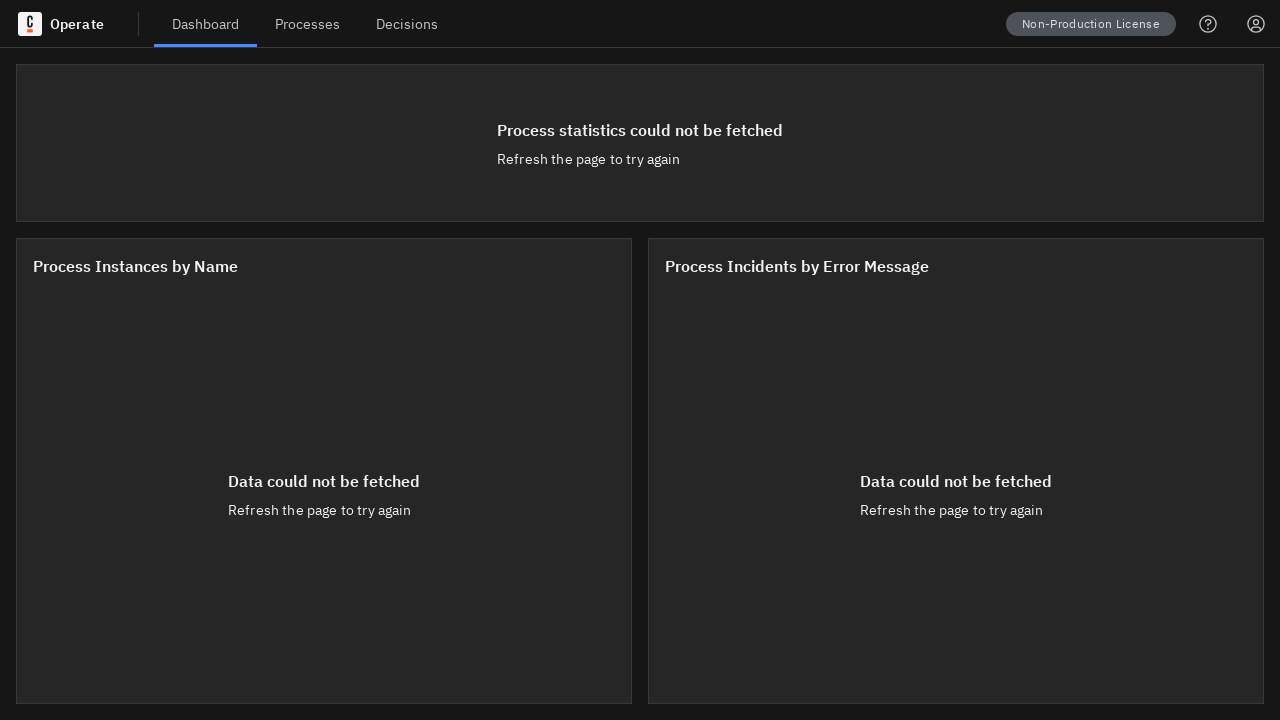 Operate
Dashboard
Processes
Decisions
Non-Production License
Process statistics could not be fetched
Refresh the page to try again
Process Instances by Name
Data could not be fetched
Refresh the page to try again
Process Incidents by Error Message
Data could not be fetched
Refresh the page to try again